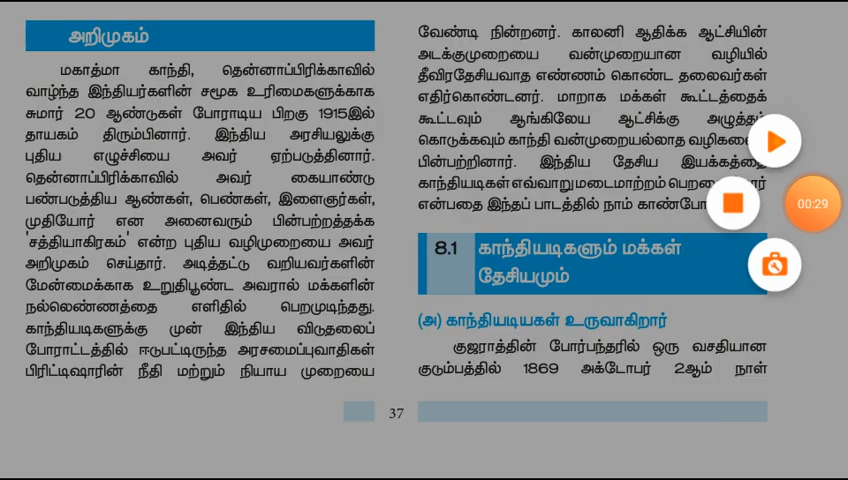 அறிமுகம்
மகாத்மா காந்தி, தென்னாப்பிரிக்காவில்
வாழ்ந்த இந்தியர்களின் சமூக உரிமைகளுக்காக
சுமார் 20 ஆண்டுகள் போராடிய பிறகு 1915இல்
தாயகம் திரும்பினார். இந்திய அரசியலுக்கு
புதிய எழுச்சியை அவர் ஏற்படுத்தினார்.
தென்னாப்பிரிக்காவில் அவர் கையாண்டு
பண்படுத்திய ஆண்கள், பெண்கள், இளைஞர்கள்,
முதியோர் என அனைவரும் பின்பற்றத்தக்க
'சத்தியாகிரகம்' என்ற புதிய வழிமுறையை அவர்
அறிமுகம் செய்தார். அடித்தட்டு வறியவர்களின்
மேன்மைக்காக உறுதிபூண்ட அவரால் மக்களின்
நல்லெண்ணத்தை எளிதில் பெறமுடிந்தது.
காந்தியடிகளுக்கு முன் இந்திய விடுதலைப்
போராட்டத்தில் ஈடுபட்டிருந்த அரசமைப்புவாதிகள்
பிரிட்டிஷாரின் நீதி மற்றும் நியாய முறையை
வேண்டி நின்றனர். காலனி ஆதிக்க ஆட்சியின்
அடக்குமுறையை வன்முறையான வழியில்
தீவிரதேசியவாத எண்ணம் கொண்ட தலைவர்கள்
எதிர்கொண்டனர். மாறாக மக்கள் கூட்டத்தைக்
கூட்டவும் ஆங்கிலேய ஆட்சிக்கு அழுத்தம்
கொடுக்கவும் காந்தி வன்முறையல்லாத
பின்பற்றினார். இந்திய தேசிய இயக்கத்தை
காந்தியடிகள் எவ்வாறு மடைமாற்றம்
என்பதை இந்தப் பாடத்தில் நாம்
00:29
8.1 காந்தியடிகளும் மக்கள்
தேசியமும்
(அ) காந்தியடியகள் உருவாகிறார்
குஜராத்தின் போர்பந்தரில் ஒரு வசதியான
குடும்பத்தில் 1869 அக்டோபர் 2ஆம் நாள்
37